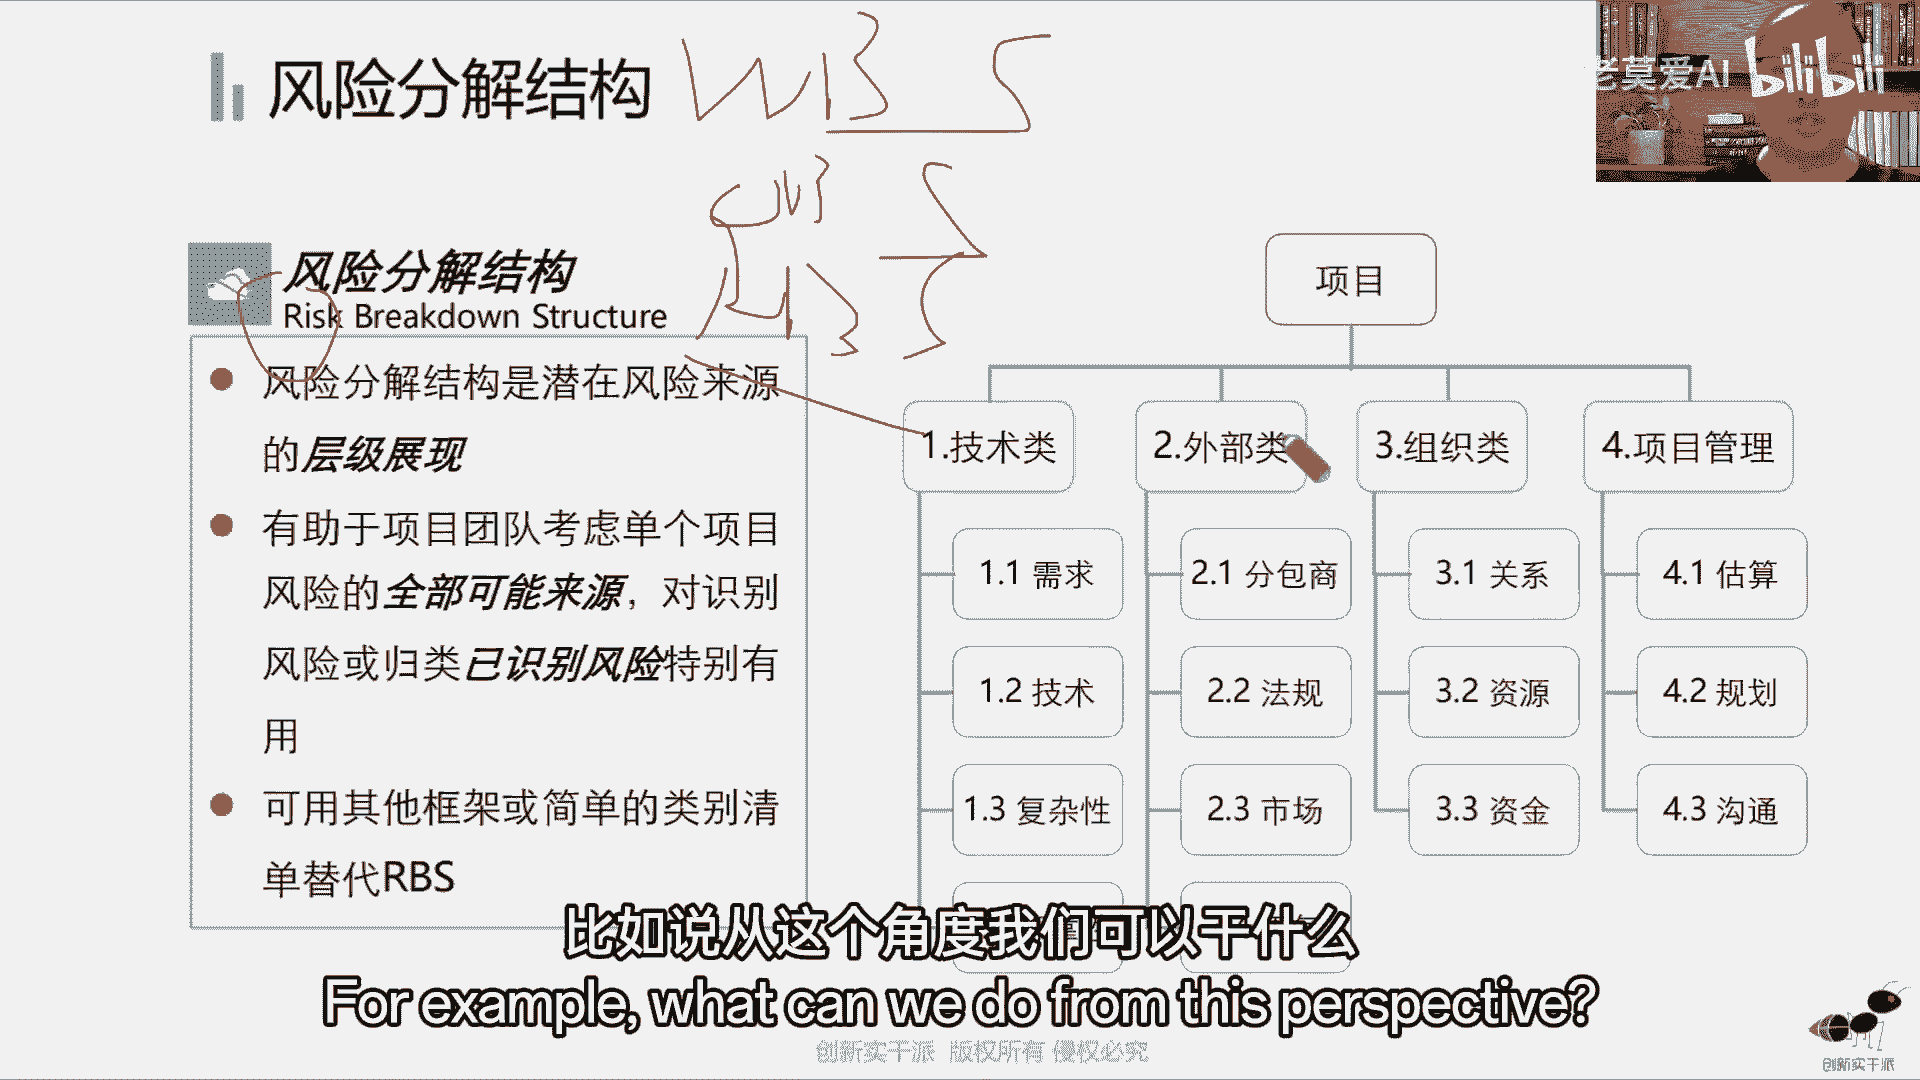 风险分解结构
WBS
老莫爱AI
bilibili
风险分解结构
Risk Breakdown Structure
风险分解结构是潜在风险来源
的层级展现
有助于项目团队考虑单个项目
风险的全部可能来源，对识别
风险或归类已识别风险特别有
用
可用其他框架或简单的类别清
单替代RBS
项目
1.技术类
2.外部类
3.组织类
4.项目管理
1.1 需求
2.1 分包商
3.1 关系
4.1 估算
1.2 技术
2.2 法规
3.2 资源
4.2 规划
1.3 复杂性
2.3 市场
3.3 资金
4.3 沟通
比如说从这个角度我们可以干什么
For example, what can we do from this perspective?
创新实干派 版权所有 侵权必究
创新实干派